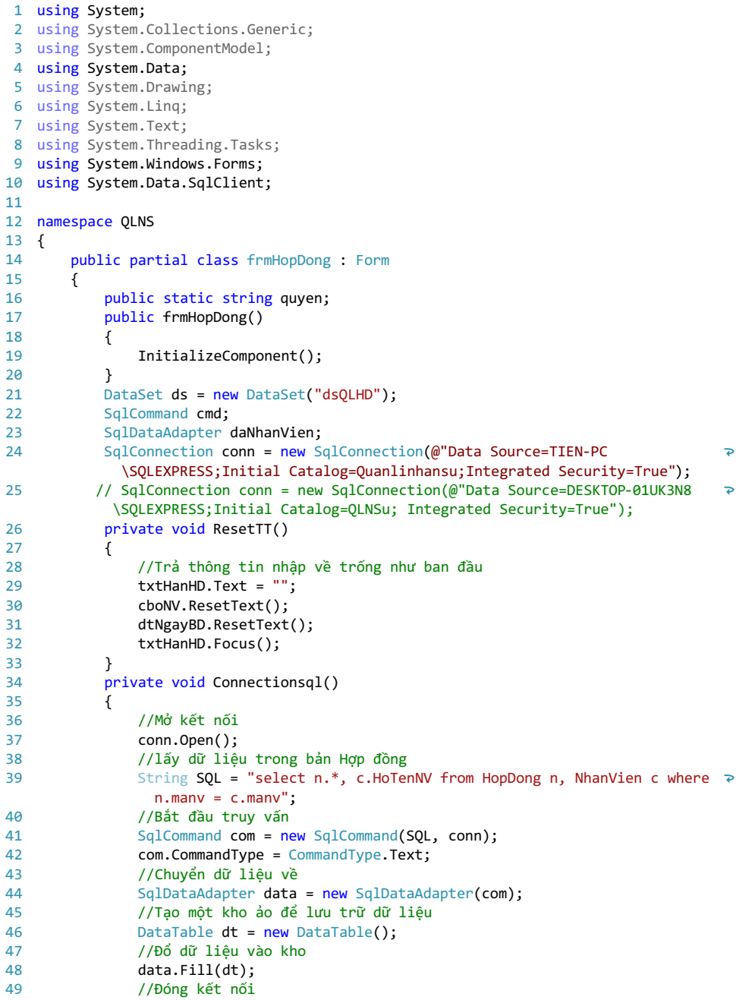 1 using System;
2 using System.Collections.Generic;
3 using System.ComponentModel;
4 using System.Data;
5 using System.Drawing;
6 using System.Linq;
7 using System.Text;
8 using System.Threading.Tasks;
9 using System.Windows.Forms;
10 using System.Data.SqlClient;
11
12 namespace QLNS
13 {
14     public partial class frmHopDong : Form
15     {
16         public static string quyen;
17         public frmHopDong()
18         {
19             InitializeComponent();
20         }
21         DataSet ds = new DataSet("dsQLHD");
22         SqlCommand cmd;
23         SqlDataAdapter daNhanVien;
24         SqlConnection conn = new SqlConnection(@"Data Source=TIEN-PC
\SQLEXPRESS;Initial Catalog=Quanlinhansu;Integrated Security=True");
25        // SqlConnection conn = new SqlConnection(@"Data Source=DESKTOP-01UK3N8
\SQLEXPRESS;Initial Catalog=QLNSu; Integrated Security=True");
26         private void ResetTT()
27         {
28             //Trả thông tin nhập về trống như ban đầu
29             txtHanHD.Text = "";
30             cboNV.ResetText();
31             dtNgayBD.ResetText();
32             txtHanHD.Focus();
33         }
34         private void Connectionsql()
35         {
36             //Mở kết nối
37             conn.Open();
38             //lấy dữ liệu trong bản Hợp đồng
39             String SQL = "select n.*, c.HoTenNV from HopDong n, NhanVien c where
n.manv = c.manv";
40             //Bắt đầu truy vấn
41             SqlCommand com = new SqlCommand(SQL, conn);
42             com.CommandType = CommandType.Text;
43             //Chuyển dữ liệu về
44             SqlDataAdapter data = new SqlDataAdapter(com);
45             //Tạo một kho ảo để lưu trữ dữ liệu
46             DataTable dt = new DataTable();
47             //Đổ dữ liệu vào kho
48             data.Fill(dt);
49             //Đóng kết nối